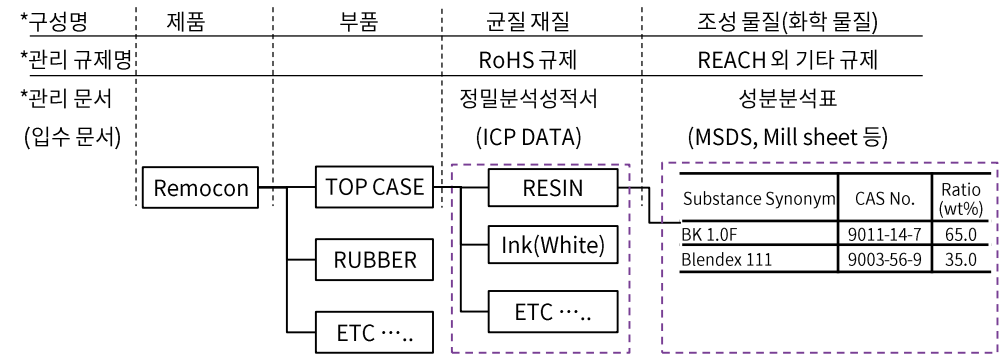 *구성명 제품 부품 균질 재질 조성 물질(화학 물질)
*관리 규제명 RoHS 규제 REACH 외 기타 규제
*관리 문서 정밀분석성적서 성분분석표
(입수 문서) (ICP DATA) (MSDS, Mill sheet 등)
Remocon TOP CASE RESIN
Ink(White)
RUBBER
ETC ⋯..
ETC ⋯..
Substance Synonym CAS No. Ratio (wt%)
BK 1.0F 9011-14-7 65.0
Blendex 111 9003-56-9 35.0